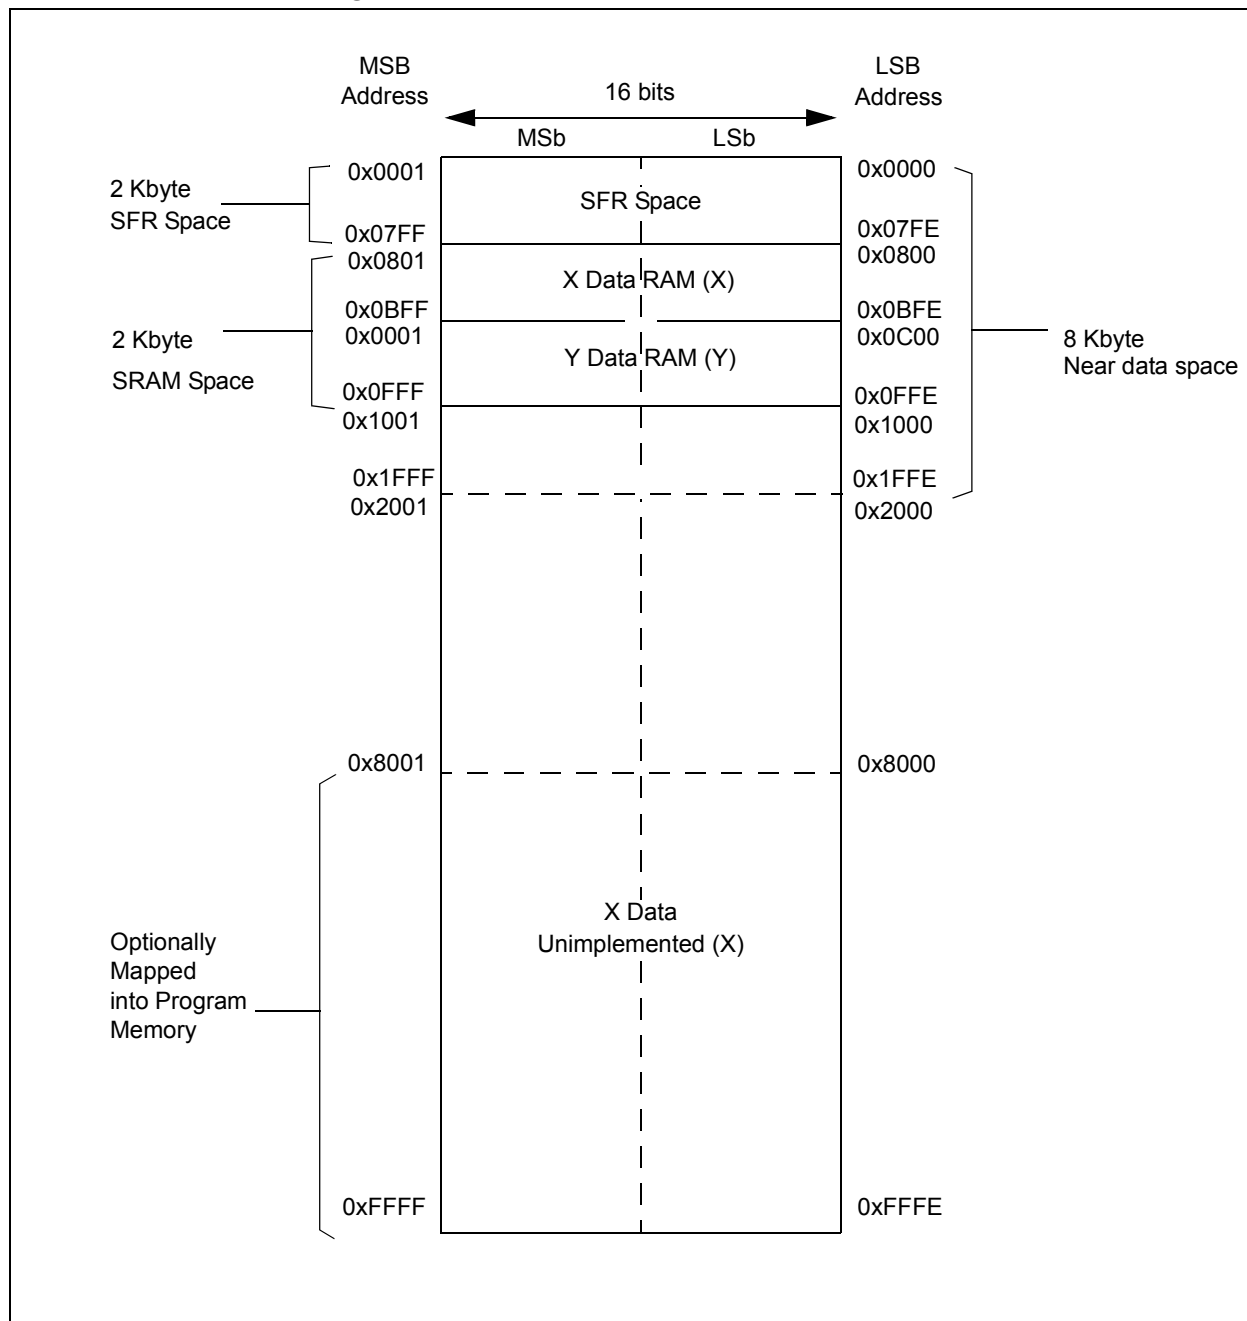 MSB
Address
LSB
Address
16 bits
MSb
LSb
2 Kbyte
SFR Space
0x0001
SFR Space
0x0000
0x07FF
0x07FE
0x0801
0x0800
X Data RAM (X)
2 Kbyte
SRAM Space
0x0BFF
0x0BFE
0x0001
0x0C00
Y Data RAM (Y)
8 Kbyte
Near data space
0x0FFF
0x0FFE
0x1001
0x1000
0x1FFF
0x1FFE
0x2001
0x2000
0x8001
0x8000
X Data
Unimplemented (X)
Optionally
Mapped
into Program
Memory
0xFFFF
0xFFFE